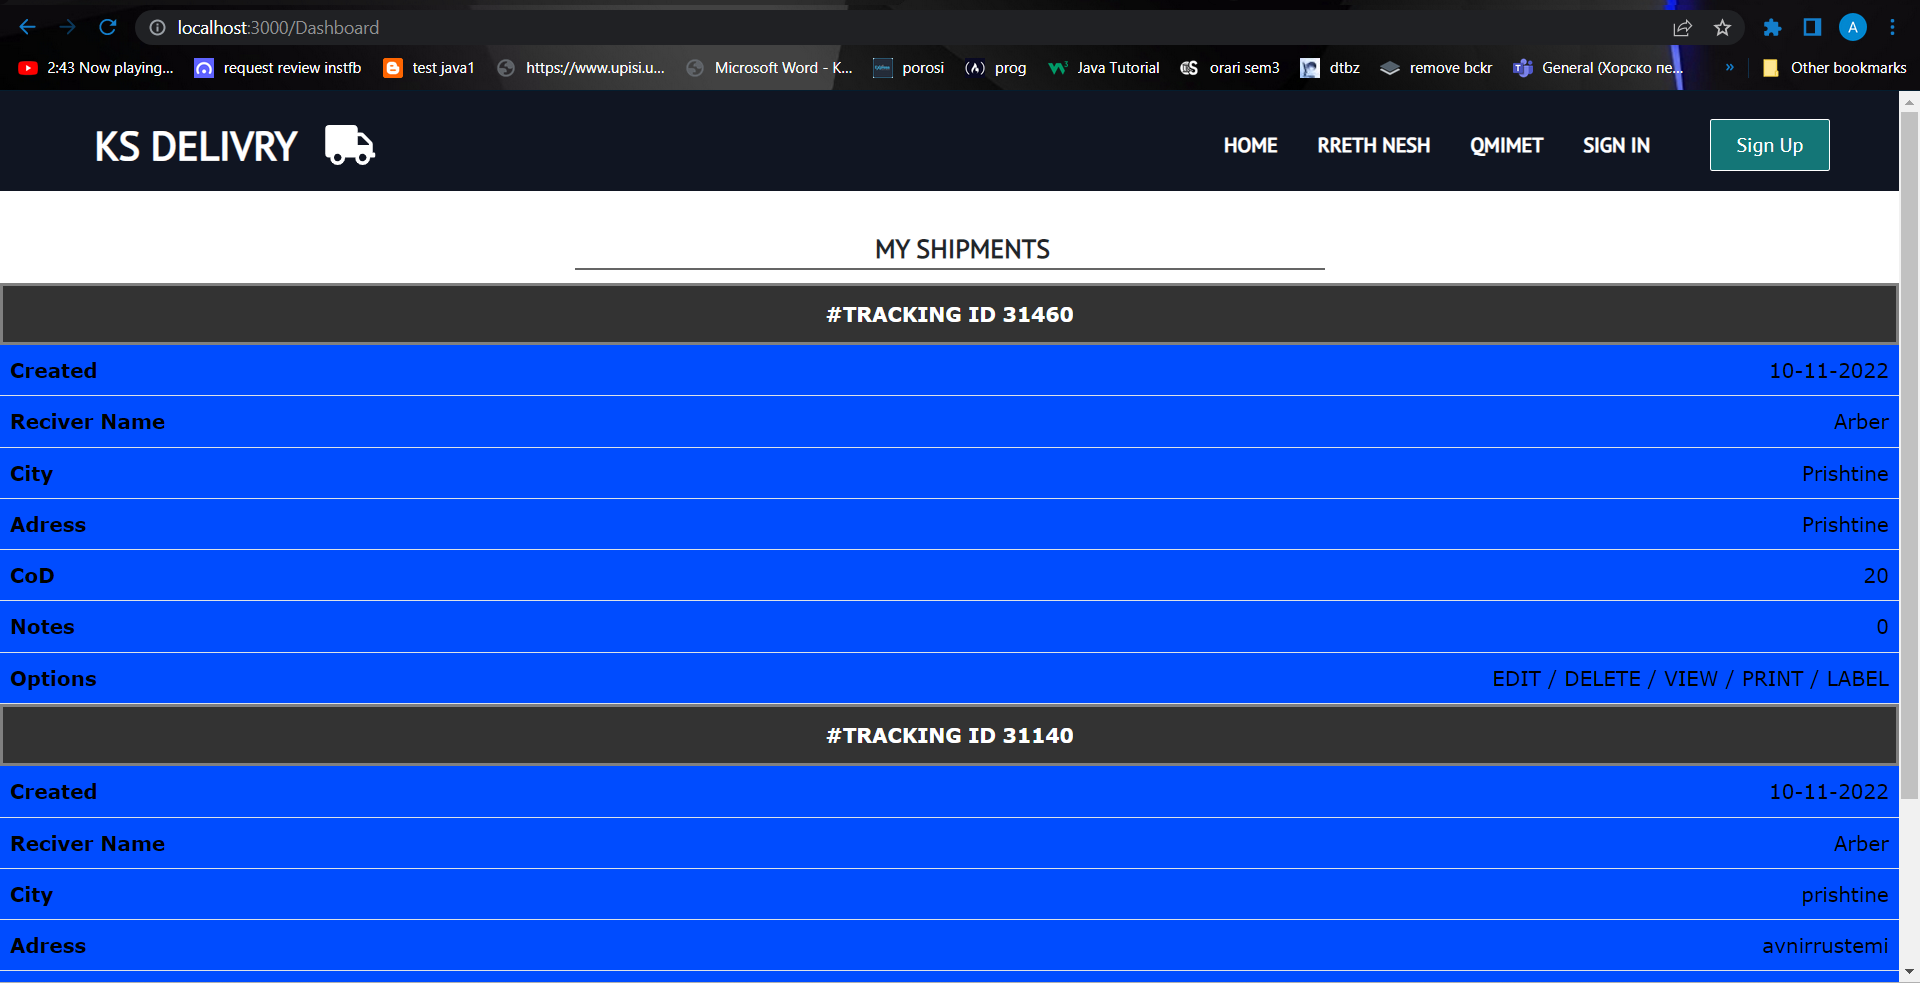 localhost:3000/Dashboard
A
2:43 Now playing... request review instfb test java1 https://www.upisi.u... Microsoft Word - K... porosi prog Java Tutorial orari sem3 dtbz remove bckr General (Хорско пе... » Other bookmarks
KS DELIVRY HOME RRETH NESH QMIMET SIGN IN Sign Up
MY SHIPMENTS
#TRACKING ID 31460
Created 10-11-2022
Reciver Name Arber
City Prishtine
Adress Prishtine
CoD 20
Notes 0
Options EDIT / DELETE / VIEW / PRINT / LABEL
#TRACKING ID 31140
Created 10-11-2022
Reciver Name Arber
City prishtine
Adress avnirrustemi